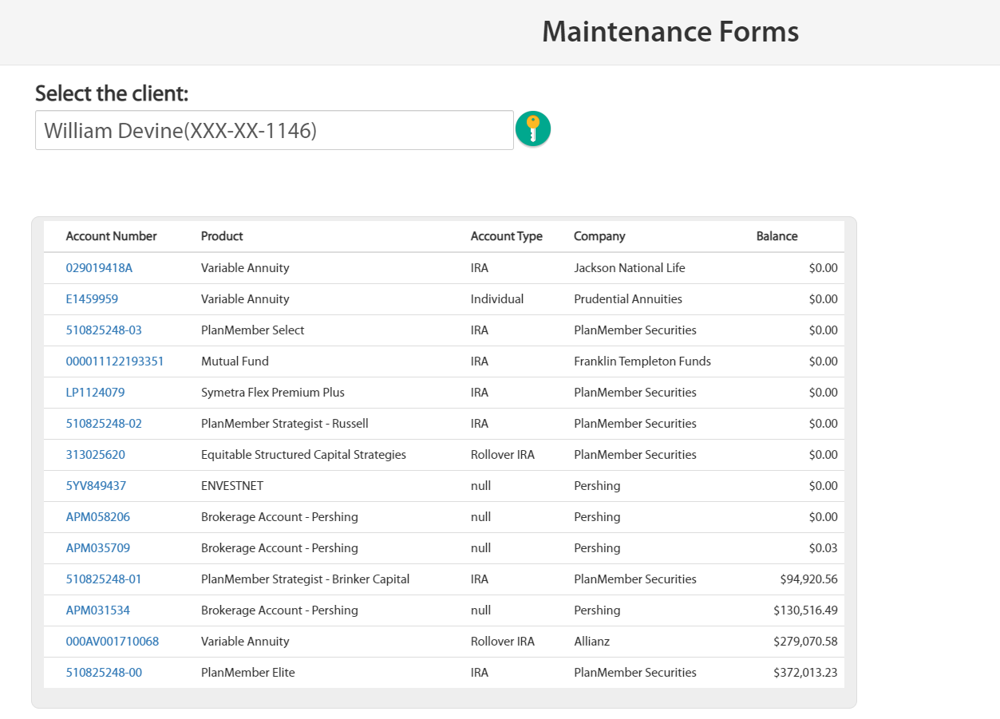 Maintenance Forms
Select the client:
William Devine(XXX-XX-1146)
Account Number Product Account Type Company Balance
029019418A Variable Annuity IRA Jackson National Life $0.00
E1459959 Variable Annuity Individual Prudential Annuities $0.00
510825248-03 PlanMember Select IRA PlanMember Securities $0.00
000011122193351 Mutual Fund IRA Franklin Templeton Funds $0.00
LP1124079 Symetra Flex Premium Plus IRA PlanMember Securities $0.00
510825248-02 PlanMember Strategist - Russell IRA PlanMember Securities $0.00
313025620 Equitable Structured Capital Strategies Rollover IRA PlanMember Securities $0.00
5YV849437 ENVESTNET null Pershing $0.00
APM058206 Brokerage Account - Pershing null Pershing $0.00
APM035709 Brokerage Account - Pershing null Pershing $0.03
510825248-01 PlanMember Strategist - Brinker Capital IRA PlanMember Securities $94,920.56
APM031534 Brokerage Account - Pershing null Pershing $130,516.49
000AV001710068 Variable Annuity Rollover IRA Allianz $279,070.58
510825248-00 PlanMember Elite IRA PlanMember Securities $372,013.23